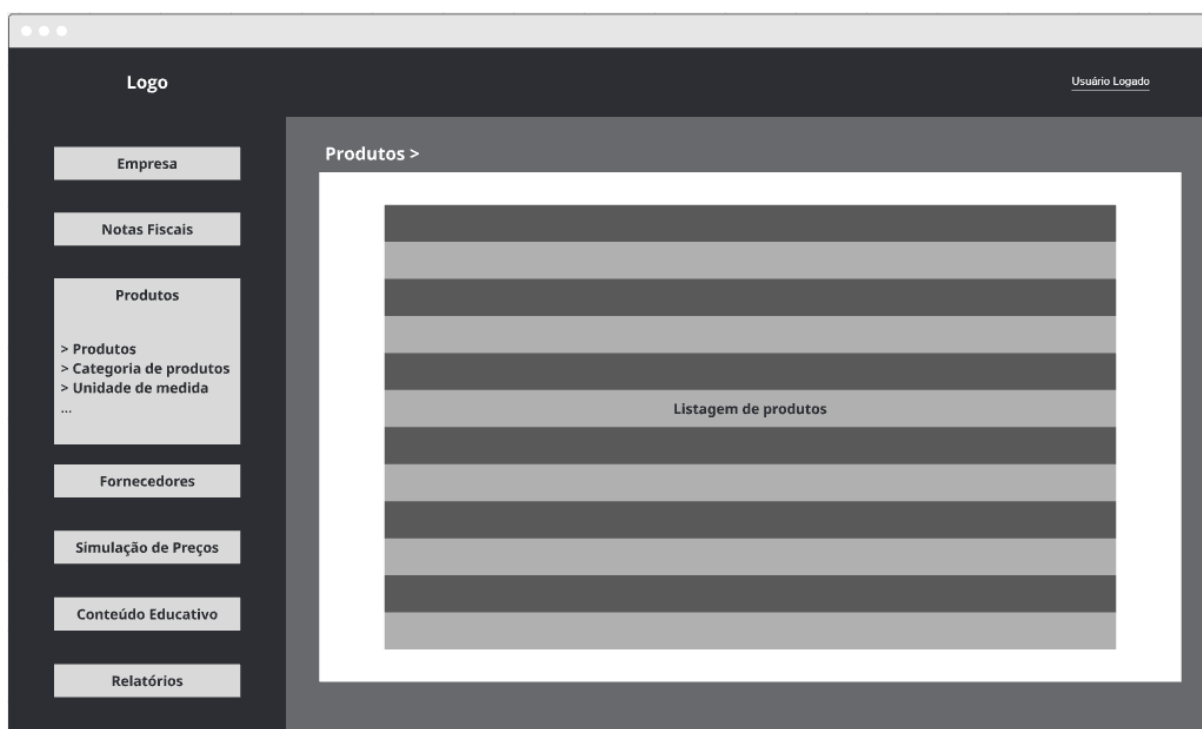 Logo
Usuário Logado
Empresa
Notas Fiscais
Produtos
> Produtos
> Categoria de produtos
> Unidade de medida
...
Fornecedores
Simulação de Preços
Conteúdo Educativo
Relatórios
Produtos >
Listagem de produtos